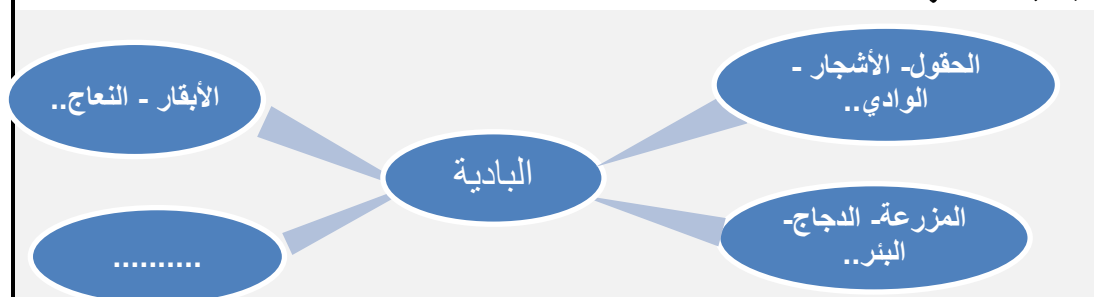 الحقول- الأشجار -
الوادي..
الأبقار - النعاج..
البادية
المزرعة- الدجاج-
البئر..
..........